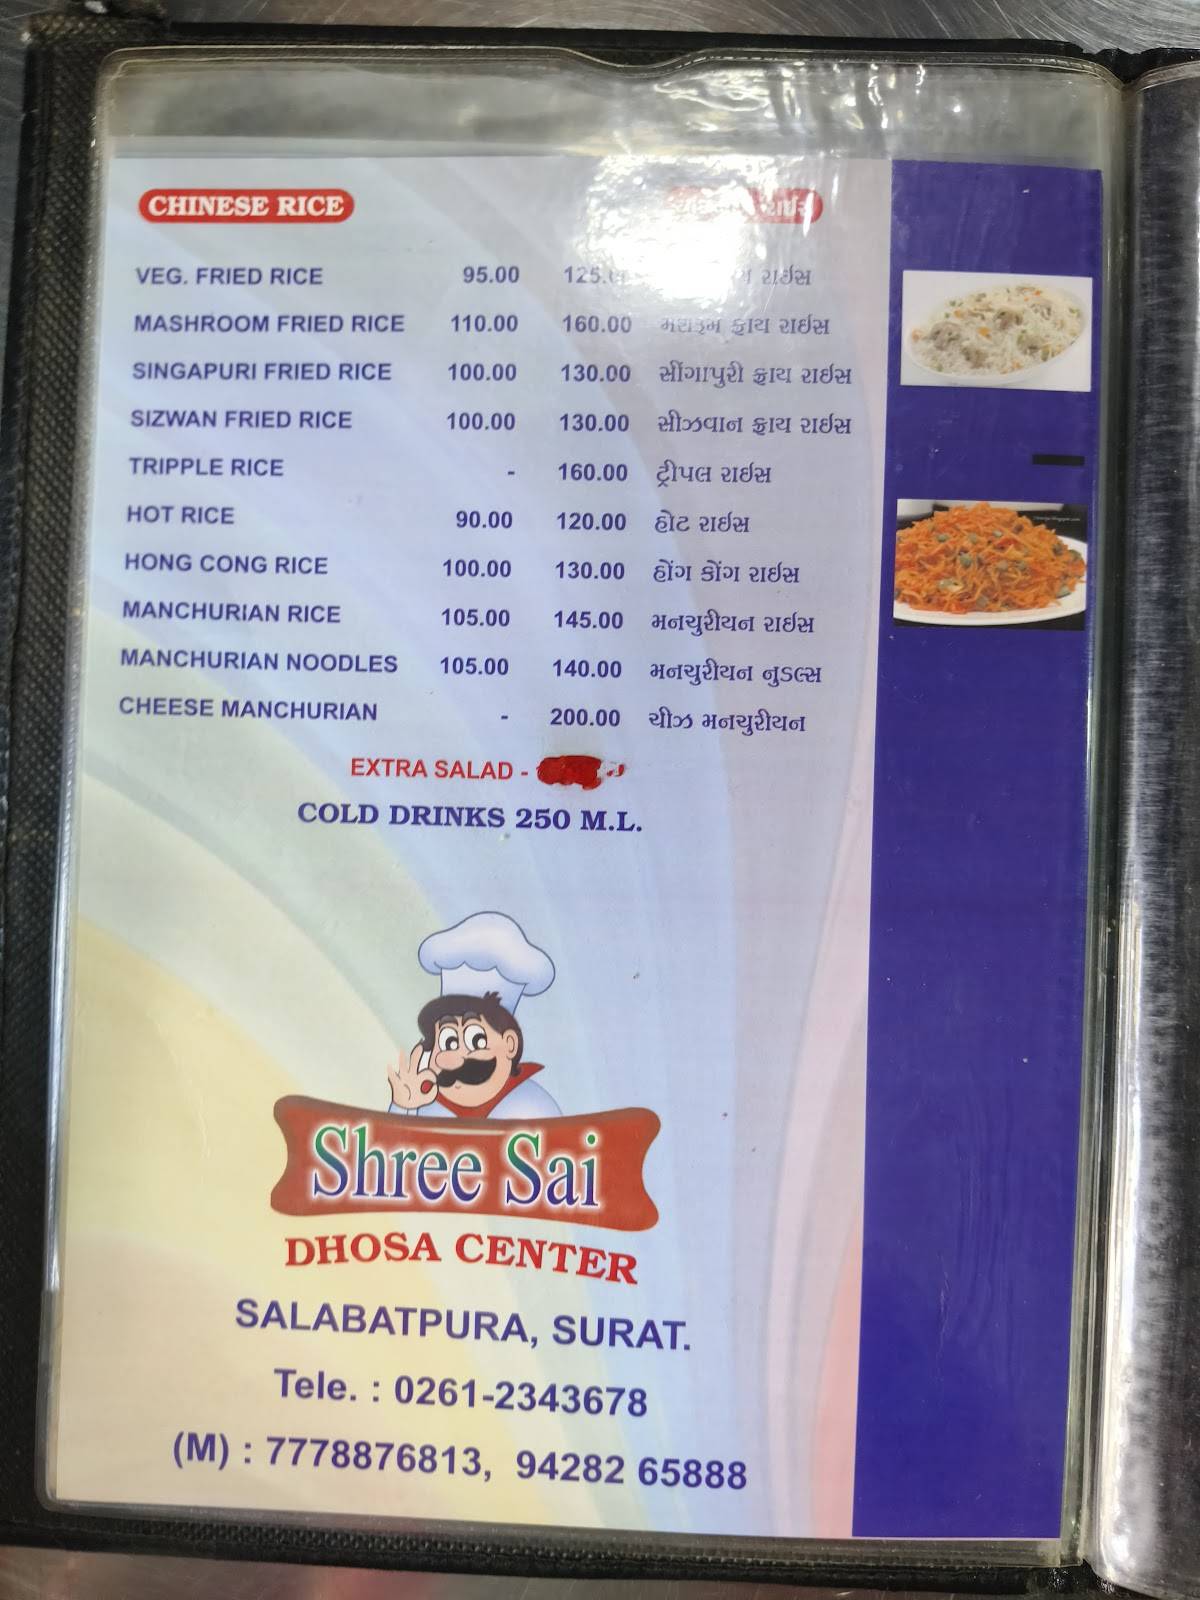 CHINESE RICE રાઈસ
VEG. FRIED RICE 95.00 રાઈસ
MASHROOM FRIED RICE 110.00 160.00 મશરૂમ ફ્રાય રાઈસ
SINGAPURI FRIED RICE 100.00 130.00 સીંગાપુરી ફ્રાય રાઈસ
SIZWAN FRIED RICE 100.00 130.00 સીઝવાન ફ્રાય રાઈસ
TRIPPLE RICE - 160.00 ટ્રીપલ રાઈસ
HOT RICE 90.00 120.00 હોટ રાઈસ
HONG CONG RICE 100.00 130.00 હોંગ કોંગ રાઈસ
MANCHURIAN RICE 105.00 145.00 મનચુરીયન રાઈસ
MANCHURIAN NOODLES 105.00 140.00 મનચુરીયન નુડલ્સ
CHEESE MANCHURIAN - 200.00 ચીઝ મનચુરીયન
EXTRA SALAD -
COLD DRINKS 250 M.L.
Shree Sai
DHOSA CENTER
SALABATPURA, SURAT.
Tele. : 0261-2343678
(M) : 7778876813, 94282 65888